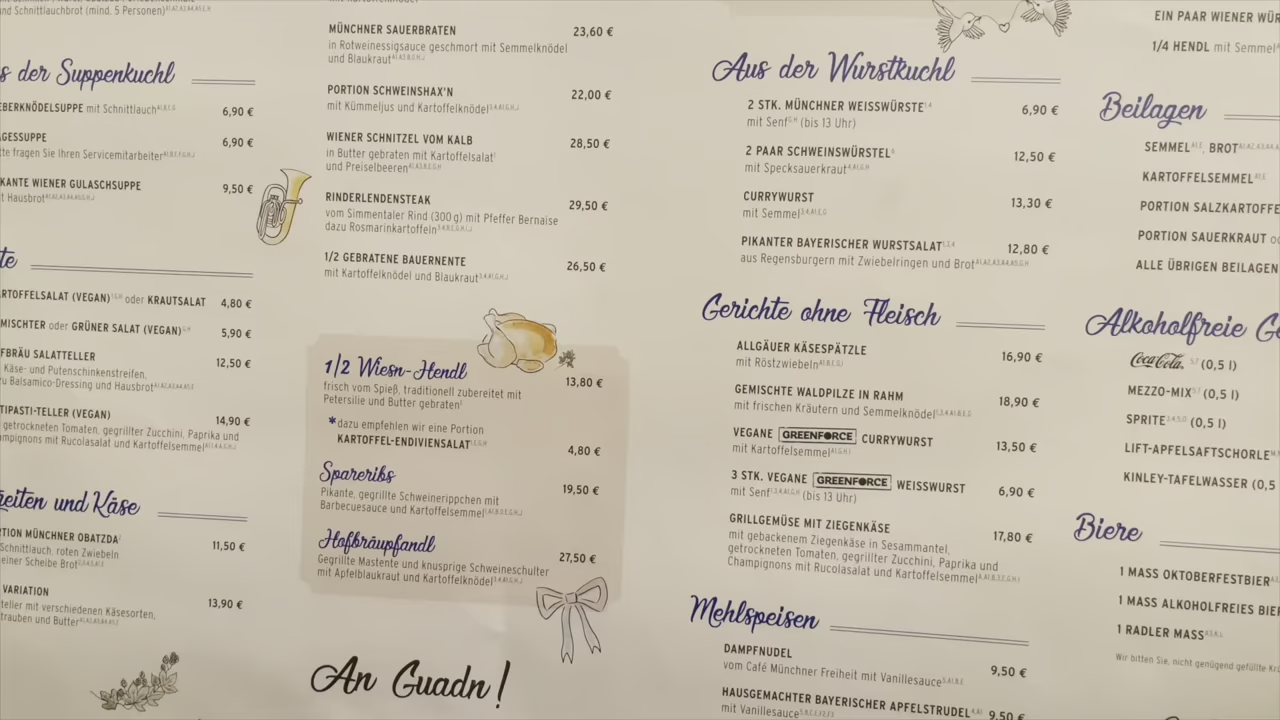 und Schnittlauchbrot (mind. 5 Personen)
s der Suppenkuchl
EBERKNÖDELSUPPE mit Schnittlauch 6,90 €
GESSUPPE 6,90 €
tte fragen Sie Ihren Servicemitarbeiter
KANTE WIENER GULASCHSUPPE 9,50 €
t Hausbrot
te
RTOFFELSALAT (VEGAN) oder KRAUTSALAT 4,80 €
MISCHTER oder GRÜNER SALAT (VEGAN) 5,90 €
FBRÄU SALATTELLER 12,50 €
Käse- und Putenschinkenstreifen,
zu Balsamico-Dressing und Hausbrot
TIPASTI-TELLER (VEGAN) 14,90 €
getrockneten Tomaten, gegrillter Zucchini, Paprika und
mpignons mit Rucolasalat und Kartoffelsemmel
zeiten und Käse
TION MÜNCHNER OBATZDA 11,50 €
Schnittlauch, roten Zwiebeln
einer Scheibe Brot
VARIATION 13,90 €
teller mit verschiedenen Käsesorten,
trauben und Butter
MÜNCHNER SAUERBRATEN 23,60 €
in Rotweinessigsauce geschmort mit Semmelknödel
und Blaukraut
PORTION SCHWEINSHAX'N 22,00 €
mit Kümmeljus und Kartoffelknödel
WIENER SCHNITZEL VOM KALB 28,50 €
in Butter gebraten mit Kartoffelsalat
und Preiselbeeren
RINDERLENDENSTEAK 29,50 €
vom Simmentaler Rind (300 g) mit Pfeffer Bernaise
dazu Rosmarinkartoffeln
1/2 GEBRATENE BAUERNENTE 26,50 €
mit Kartoffelknödel und Blaukraut
1/2 Wiesn-Hendl 13,80 €
frisch vom Spieß, traditionell zubereitet mit
Petersilie und Butter gebraten
*dazu empfehlen wir eine Portion
KARTOFFEL-ENDIVIENSALAT 4,80 €
Spareribs 19,50 €
Pikante, gegrillte Schweinerippchen mit
Barbecuesauce und Kartoffelsemmel
Hofbräupfandl 27,50 €
Gegrillte Mastente und knusprige Schweineschulter
mit Apfelblaukraut und Kartoffelknödel
An Guadn!
Aus der Wurstkuchl
2 STK. MÜNCHNER WEISSWÜRSTE 6,90 €
mit Senf (bis 13 Uhr)
2 PAAR SCHWEINSWÜRSTEL 12,50 €
mit Specksauerkraut
CURRYWURST 13,30 €
mit Semmel
PIKANTER BAYERISCHER WURSTSALAT 12,80 €
aus Regensburgern mit Zwiebelringen und Brot
Gerichte ohne Fleisch
ALLGÄUER KÄSESPÄTZLE 16,90 €
mit Röstzwiebeln
GEMISCHTE WALDPILZE IN RAHM 18,90 €
mit frischen Kräutern und Semmelknödel
VEGANE GREENFORCE CURRYWURST 13,50 €
mit Kartoffelsemmel
3 STK. VEGANE GREENFORCE WEISSWURST 6,90 €
mit Senf (bis 13 Uhr)
GRILLGEMÜSE MIT ZIEGENKÄSE 17,80 €
mit gebackenem Ziegenkäse in Sesammantel,
getrockneten Tomaten, gegrillter Zucchini, Paprika und
Champignons mit Rucolasalat und Kartoffelsemmel
Mehlspeisen
DAMPFNUDEL 9,50 €
vom Café Münchner Freiheit mit Vanillesauce
HAUSGEMACHTER BAYERISCHER APFELSTRUDEL 9,50 €
mit Vanillesauce
EIN PAAR WIENER WÜR
1/4 HENDL mit Semmel
Beilagen
SEMMEL, BROT
KARTOFFELSEMMEL
PORTION SALZKARTOFFE
PORTION SAUERKRAUT o
ALLE ÜBRIGEN BEILAGEN
Alkoholfreie G
Coca-Cola (0,5 l)
MEZZO-MIX (0,5 l)
SPRITE (0,5 l)
LIFT-APFELSAFTSCHORLE
KINLEY-TAFELWASSER (0,5
Biere
1 MASS OKTOBERFESTBIER
1 MASS ALKOHOLFREIES BIER
1 RADLER MASS
Wir bitten Sie, nicht genügend gefüllte Kr